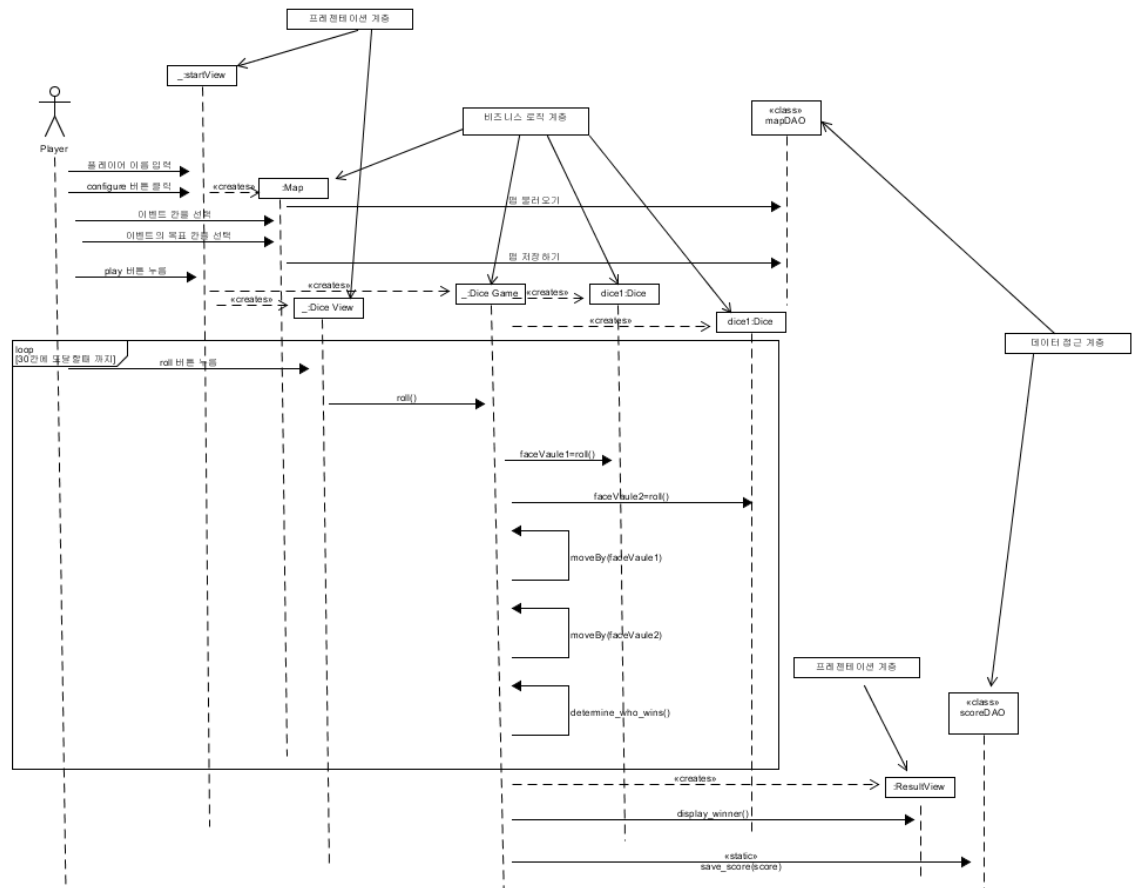 프레젠테이션 계층
_:startView
«class»
mapDAO
비즈니스 로직 계층
Player
플레이어 이름 입력
configure 버튼 클릭
«creates»
:Map
맵 불러오기
이벤트 칸을 선택
이벤트의 목표 칸을 선택
맵 저장하기
play 버튼 누름
«creates»
_:Dice Game
«creates»
dice1:Dice
«creates»
_:Dice View
«creates»
dice1:Dice
데이터 접근 계층
loop
[30칸에 도달할때 까지]
roll 버튼 누름
roll()
faceVaule1=roll()
faceVaule2=roll()
moveBy(faceVaule1)
moveBy(faceVaule2)
프레젠테이션 계층
«class»
scoreDAO
determine_who_wins()
«creates»
:ResultView
display_winner()
«static»
save_score(score)